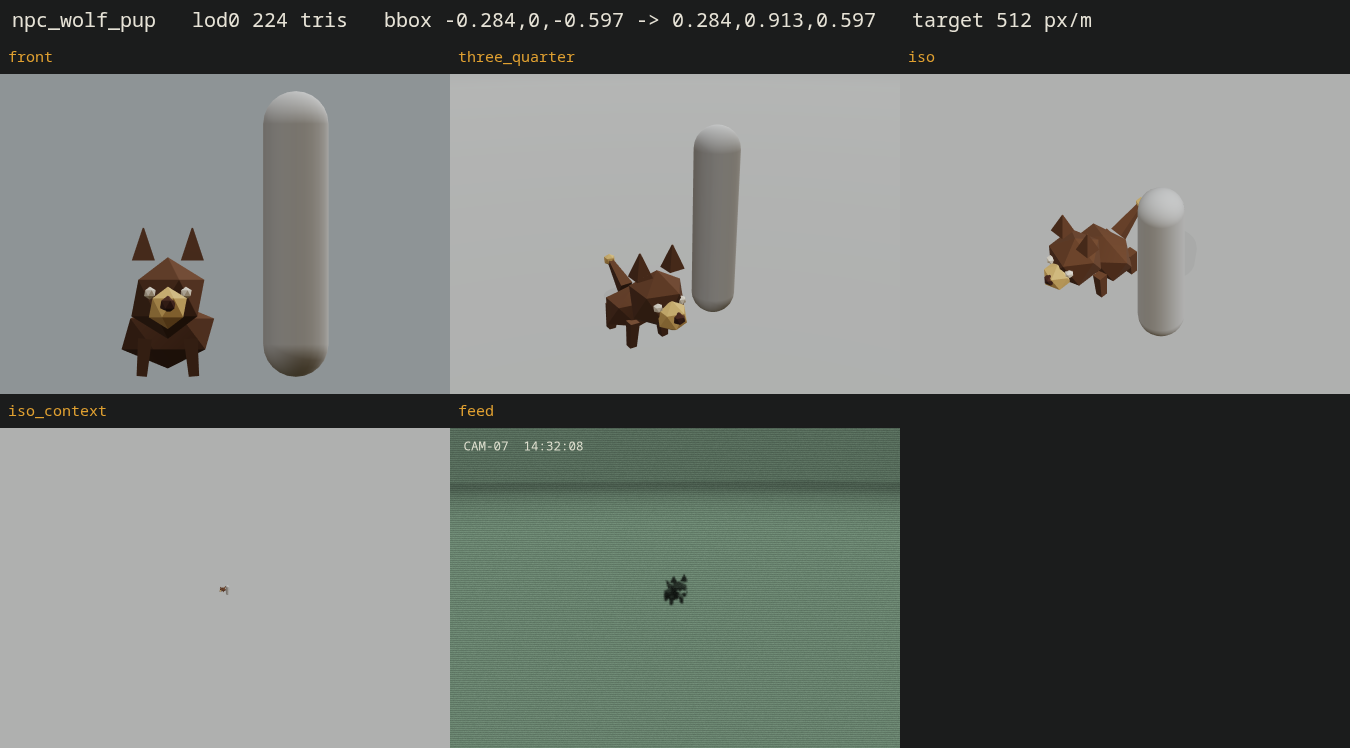 npc_wolf_pup lod0 224 tris bbox -0.284,0,-0.597 -> 0.284,0.913,0.597 target 512 px/m
front three_quarter iso
iso_context feed
CAM-07 14:32:08